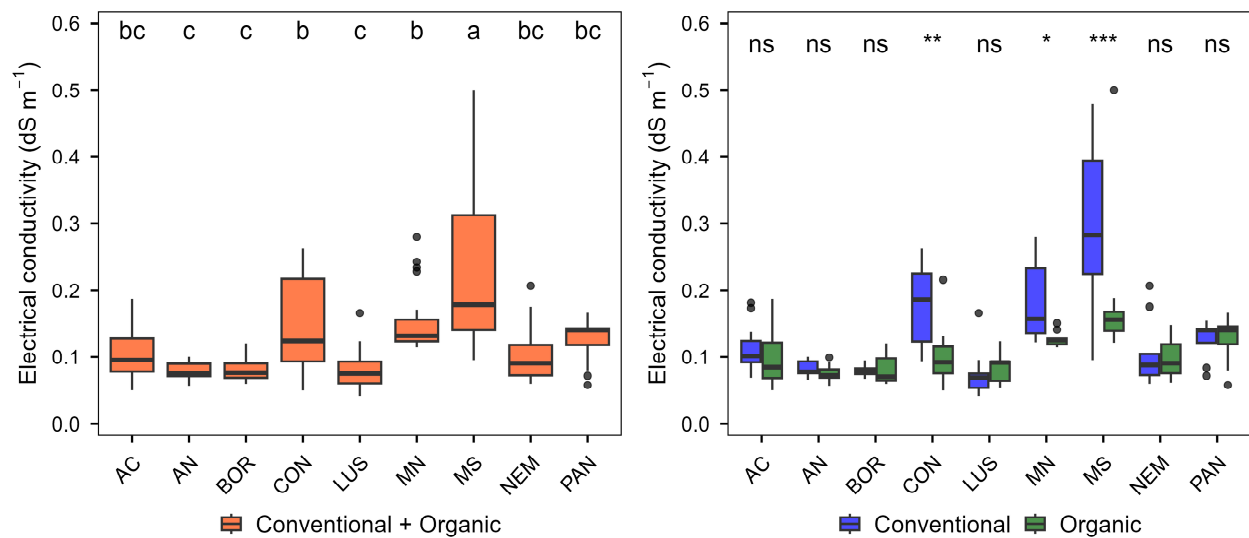 Electrical conductivity (dS m⁻¹)
0.6
0.5
0.4
0.3
0.2
0.1
0.0
bc c c b c b a bc bc
AC AN BOR CON LUS MN MS NEM PAN
Conventional + Organic
Electrical conductivity (dS m⁻¹)
0.6
0.5
0.4
0.3
0.2
0.1
0.0
ns ns ns ** ns * *** ns ns
AC AN BOR CON LUS MN MS NEM PAN
Conventional Organic